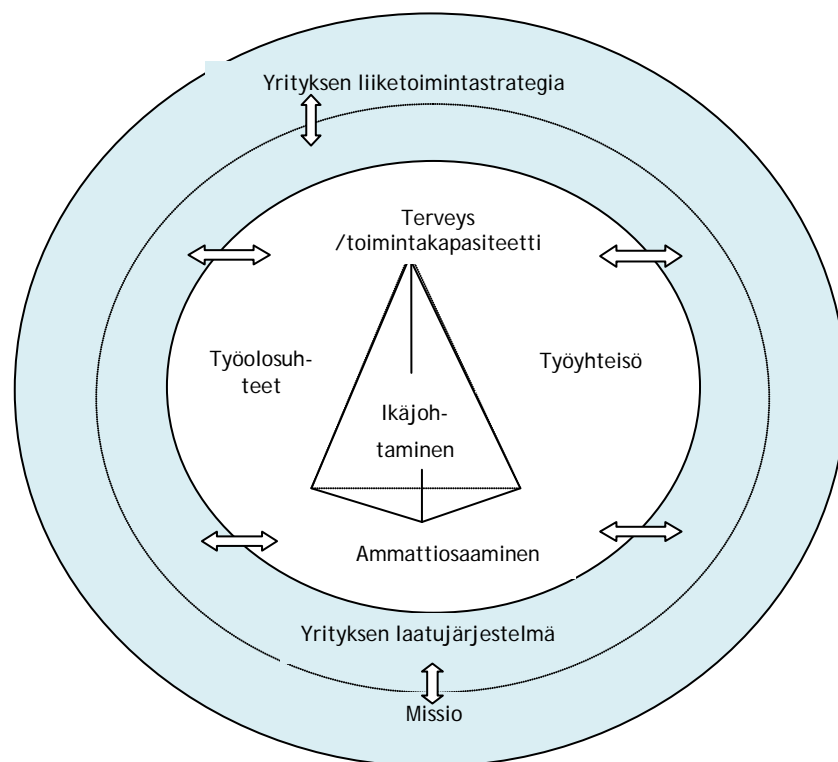 Yrityksen liiketoimintastrategia
Terveys
/toimintakapasiteetti
Työolosuh-
teet
Työyhteisö
Ikäjoh-
taminen
Ammattiosaaminen
Yrityksen laatujärjestelmä
Missio